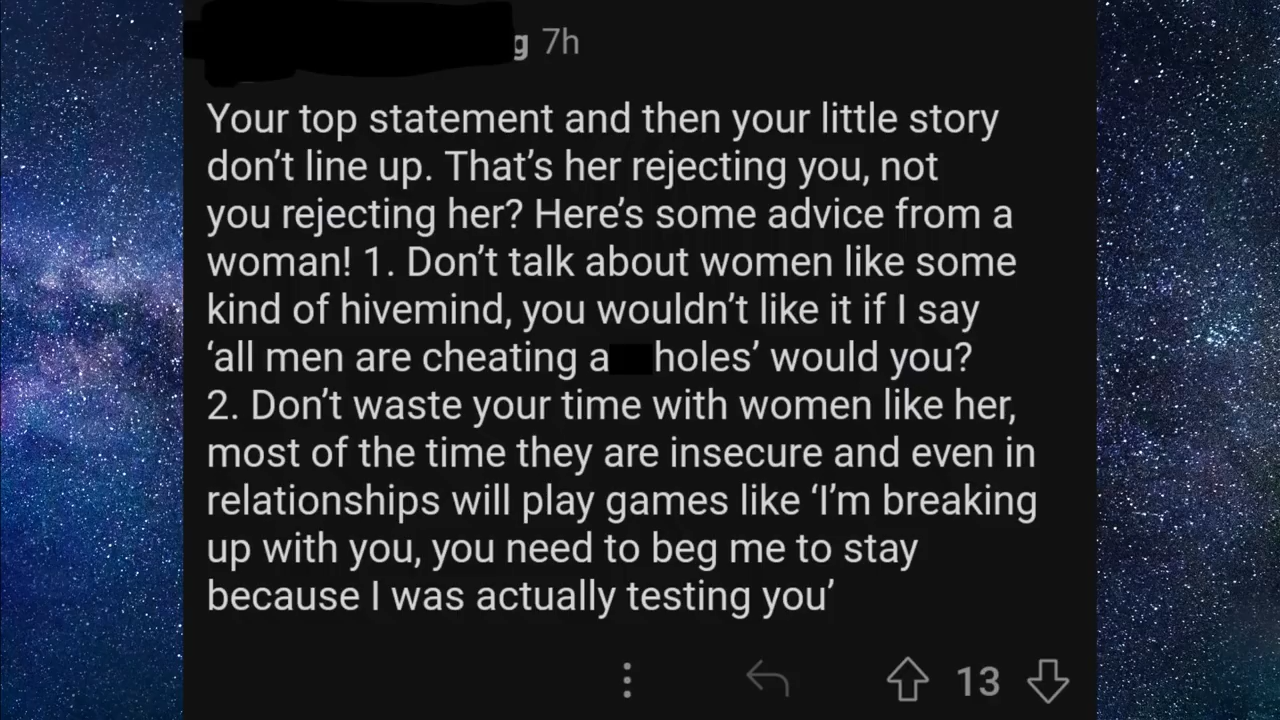 g 7h
Your top statement and then your little story
don’t line up. That’s her rejecting you, not
you rejecting her? Here’s some advice from a
woman! 1. Don’t talk about women like some
kind of hivemind, you wouldn’t like it if I say
‘all men are cheating a holes’ would you?
2. Don’t waste your time with women like her,
most of the time they are insecure and even in
relationships will play games like ‘I’m breaking
up with you, you need to beg me to stay
because I was actually testing you’
13